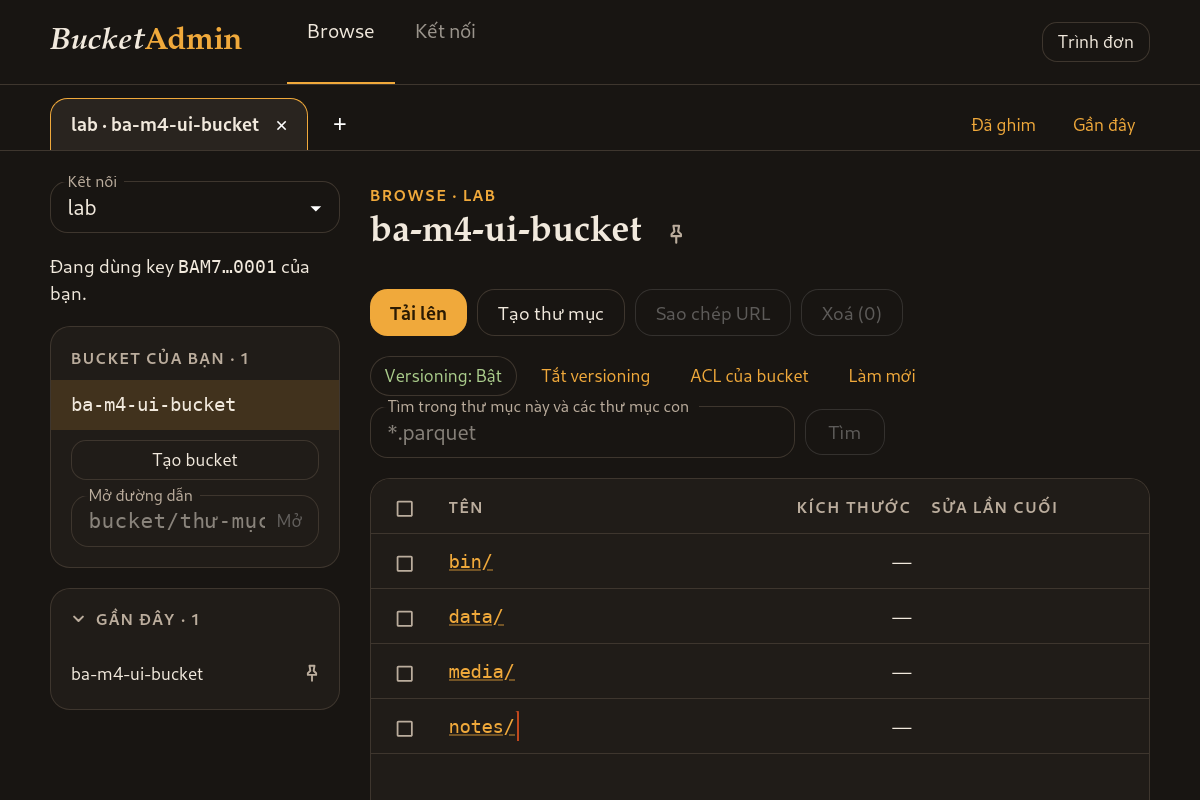 BucketAdmin
Browse
Kết nối
Trình đơn
lab · ba-m4-ui-bucket ×
+
Đã ghim
Gần đây
Kết nối
lab
Đang dùng key BAM7…0001 của
bạn.
BUCKET CỦA BẠN · 1
ba-m4-ui-bucket
Tạo bucket
Mở đường dẫn
bucket/thư-mục
Mở
GẦN ĐÂY · 1
ba-m4-ui-bucket
BROWSE · LAB
ba-m4-ui-bucket
Tải lên
Tạo thư mục
Sao chép URL
Xoá (0)
Versioning: Bật
Tắt versioning
ACL của bucket
Làm mới
Tìm trong thư mục này và các thư mục con
*.parquet
Tìm
TÊN KÍCH THƯỚC SỬA LẦN CUỐI
bin/ —
data/ —
media/ —
notes/ —